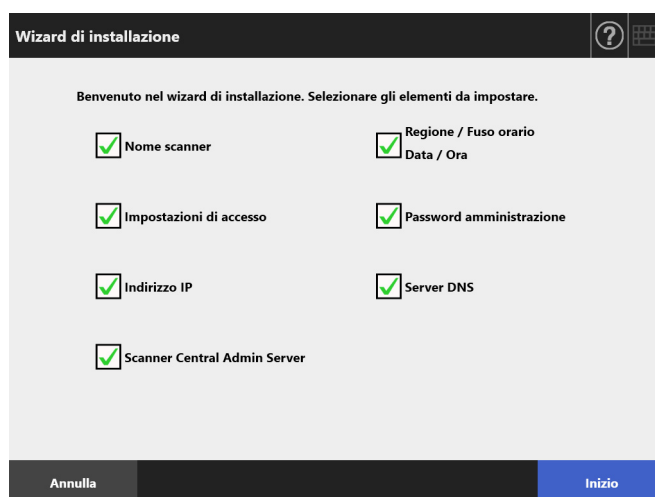 Wizard di installazione
?
Benvenuto nel wizard di installazione. Selezionare gli elementi da impostare.
Nome scanner
Regione / Fuso orario
Data / Ora
Impostazioni di accesso
Password amministrazione
Indirizzo IP
Server DNS
Scanner Central Admin Server
Annulla
Inizio